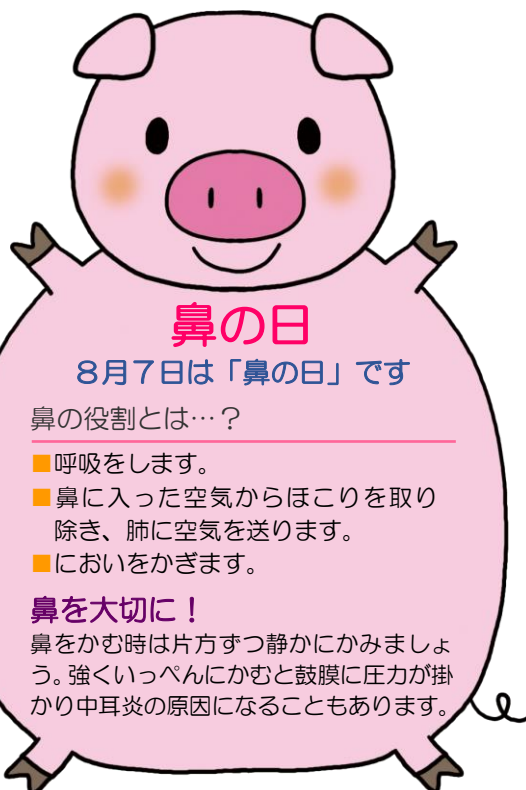 鼻の日
８月７日は「鼻の日」です
鼻の役割とは…？
■呼吸をします。
■鼻に入った空気からほこりを取り
除き、肺に空気を送ります。
■においをかぎます。
鼻を大切に！
鼻をかむ時は片方ずつ静かにかみましょ
う。強くいっぺんにかむと鼓膜に圧力が掛
かり中耳炎の原因になることもあります。